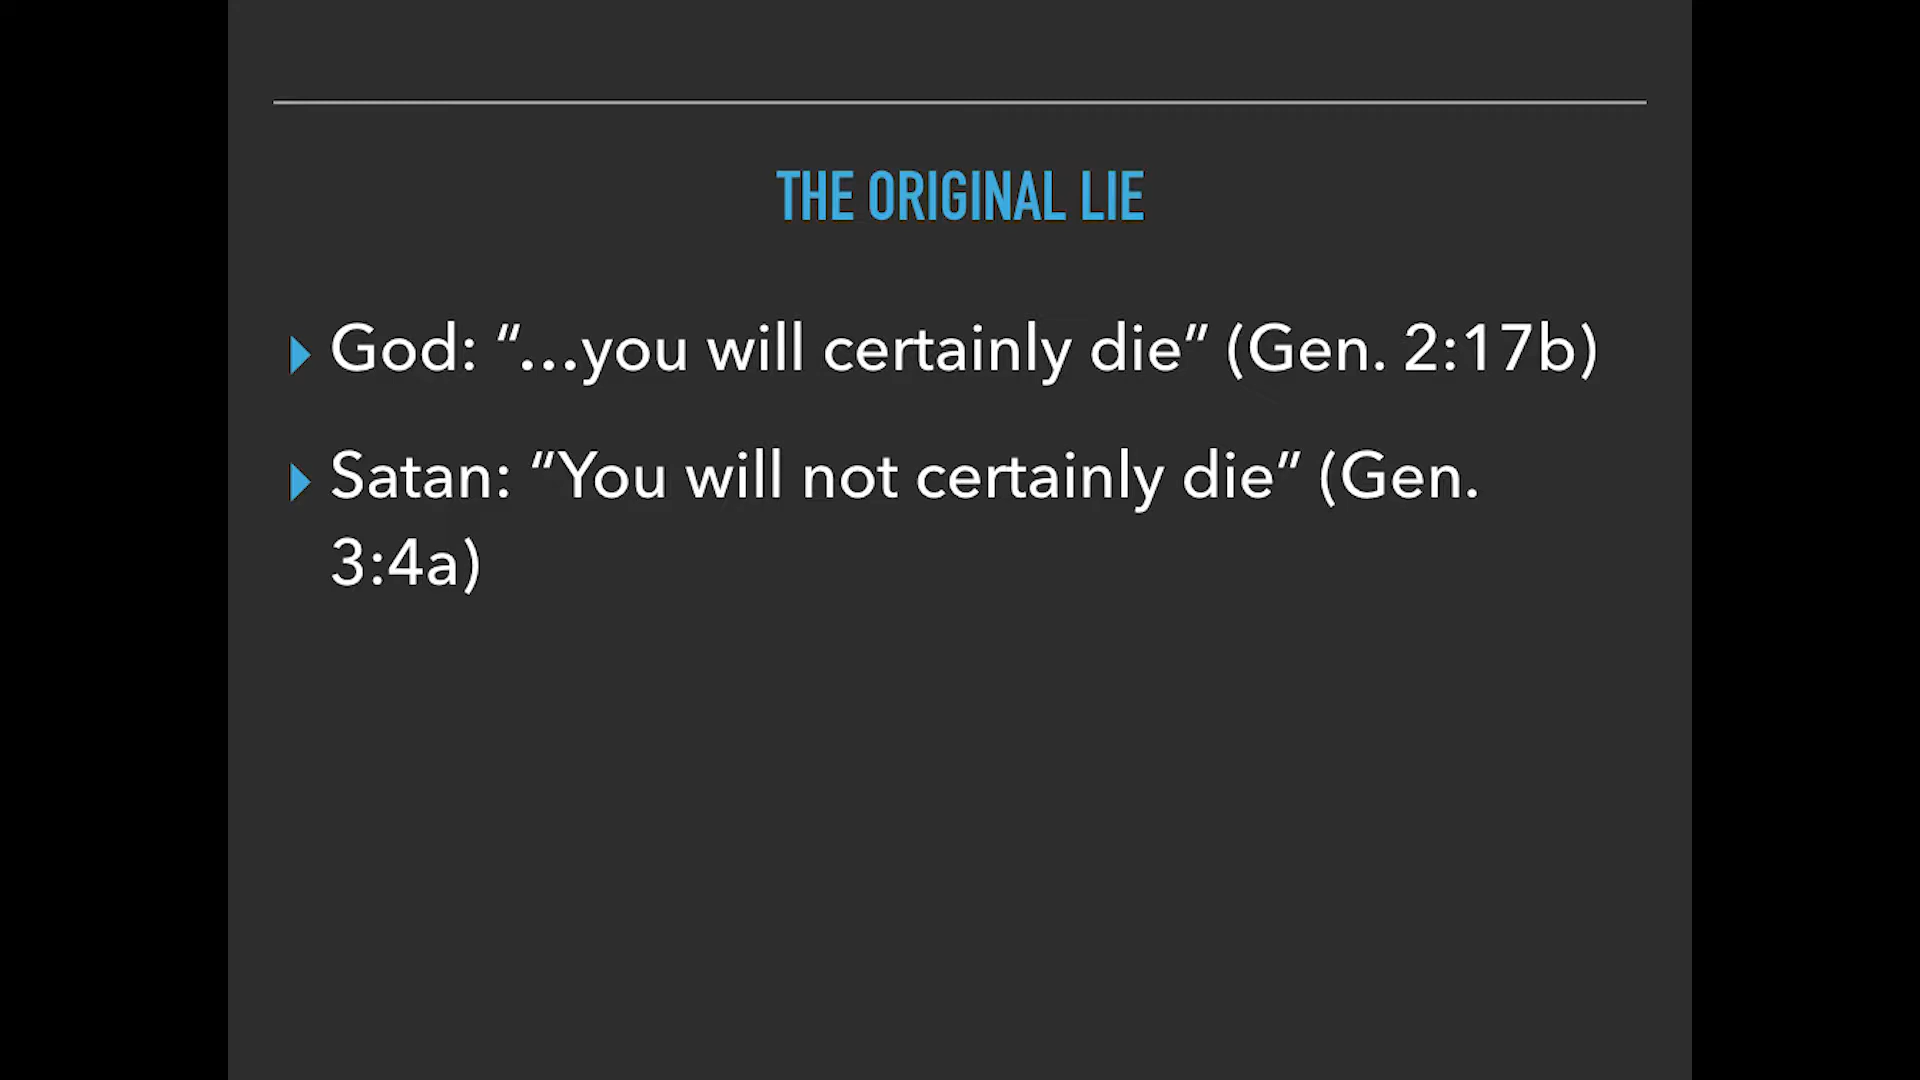 THE ORIGINAL LIE
God: “…you will certainly die” (Gen. 2:17b)
Satan: “You will not certainly die” (Gen.
3:4a)